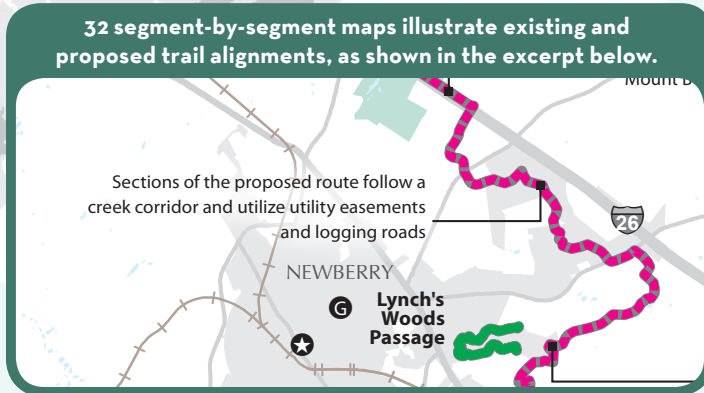 32 segment-by-segment maps illustrate existing and
proposed trail alignments, as shown in the excerpt below.
Mount
Sections of the proposed route follow a
creek corridor and utilize utility easements
and logging roads
26
NEWBERRY
G
Lynch's
Woods
Passage